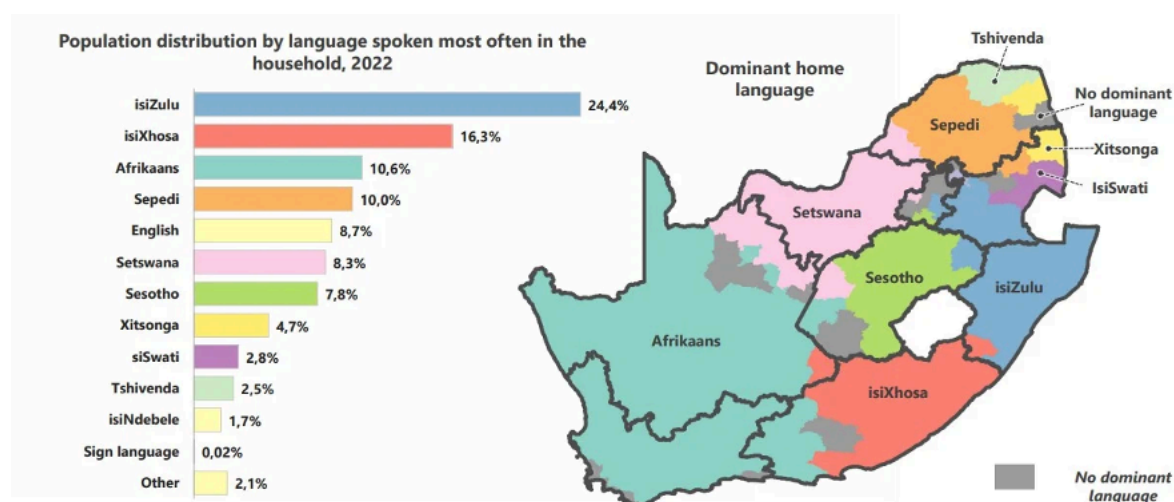 Population distribution by language spoken most often in the
household, 2022
isiZulu 24,4%
isiXhosa 16,3%
Afrikaans 10,6%
Sepedi 10,0%
English 8,7%
Setswana 8,3%
Sesotho 7,8%
Xitsonga 4,7%
siSwati 2,8%
Tshivenda 2,5%
isiNdebele 1,7%
Sign language 0,02%
Other 2,1%
Dominant home
language
Tshivenda
No dominant
language
Sepedi
Xitsonga
IsiSwati
Setswana
Sesotho
isiZulu
Afrikaans
isiXhosa
No dominant
language